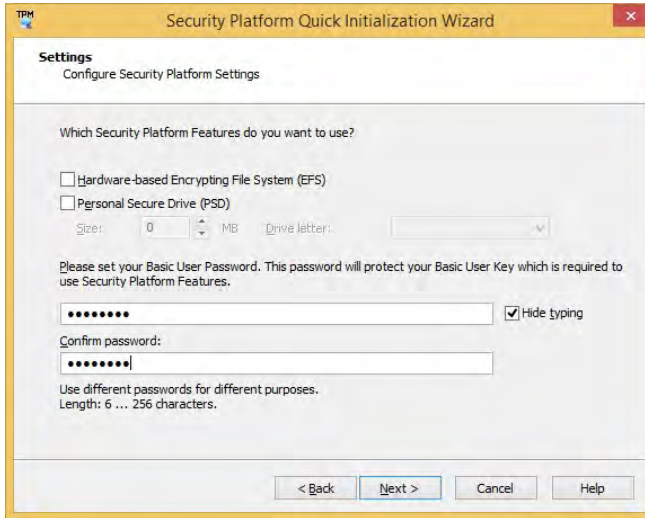 TPM
Security Platform Quick Initialization Wizard
x
Settings
Configure Security Platform Settings
Which Security Platform Features do you want to use?
Hardware-based Encrypting File System (EFS)
Personal Secure Drive (PSD)
Size: 0 MB Drive letter:
Please set your Basic User Password. This password will protect your Basic User Key which is required to
use Security Platform Features.
•••••••• Hide typing
Confirm password:
••••••••
Use different passwords for different purposes.
Length: 6 ... 256 characters.
< Back Next > Cancel Help